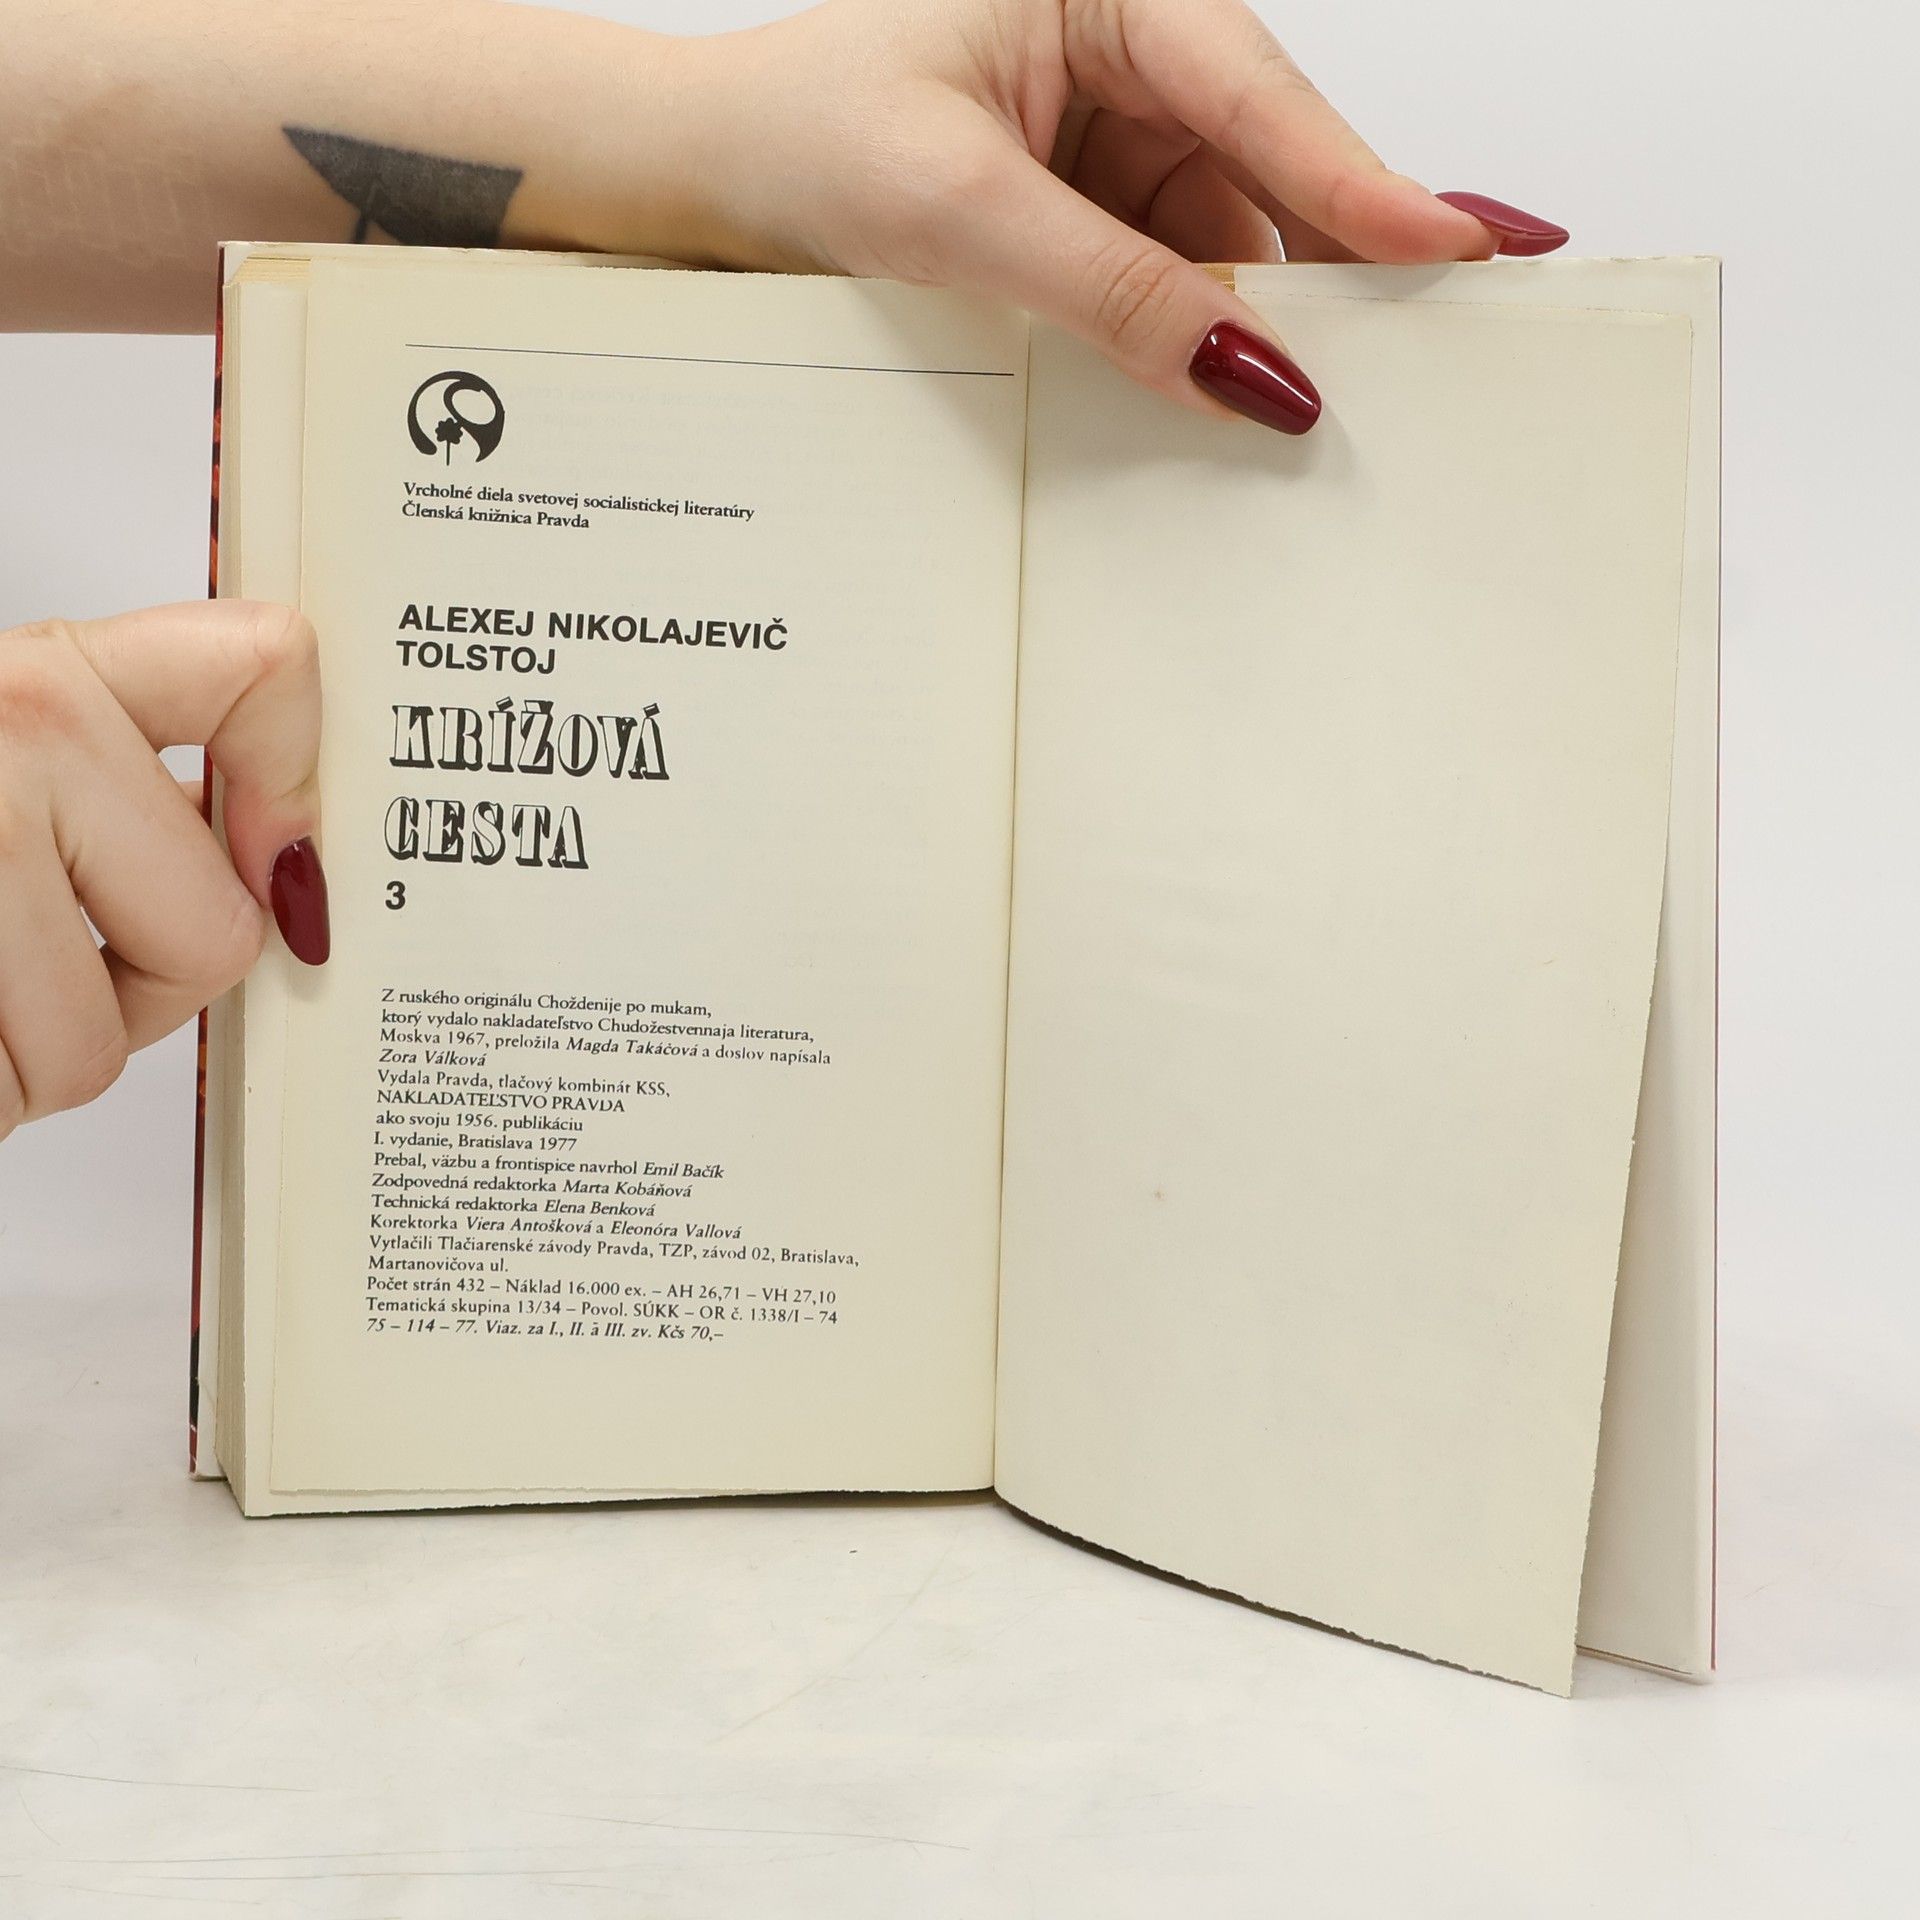 Vrcholné diela svetovej socialistickej literatúry
Členská knižnica Pravda
ALEXEJ NIKOLAJEVIČ
TOLSTOJ
KRÍŽOVÁ
CESTA
3
Z ruského originálu Choždenije po mukam,
ktorý vydalo nakladateľstvo Chudožestvennaja literatura,
Moskva 1967, preložila Magda Takáčová a doslov napísala
Zora Válková
Vydala Pravda, tlačový kombinát KSS,
NAKLADATEĽSTVO PRAVDA
ako svoju 1956. publikáciu
I. vydanie, Bratislava 1977
Prebal, väzbu a frontispice navrhol Emil Bačík
Zodpovedná redaktorka Marta Kobáňová
Technická redaktorka Elena Benková
Korektorka Viera Antošková a Eleonóra Vallová
Vytlačili Tlačiarenské závody Pravda, TZP, závod 02, Bratislava,
Martanovičova ul.
Počet strán 432 – Náklad 16.000 ex. – AH 26,71 – VH 27,10
Tematická skupina 13/34 – Povol. SÚKK – OR č. 1338/I – 74
75 – 114 – 77. Viaz. za I., II. a III. zv. Kčs 70,–